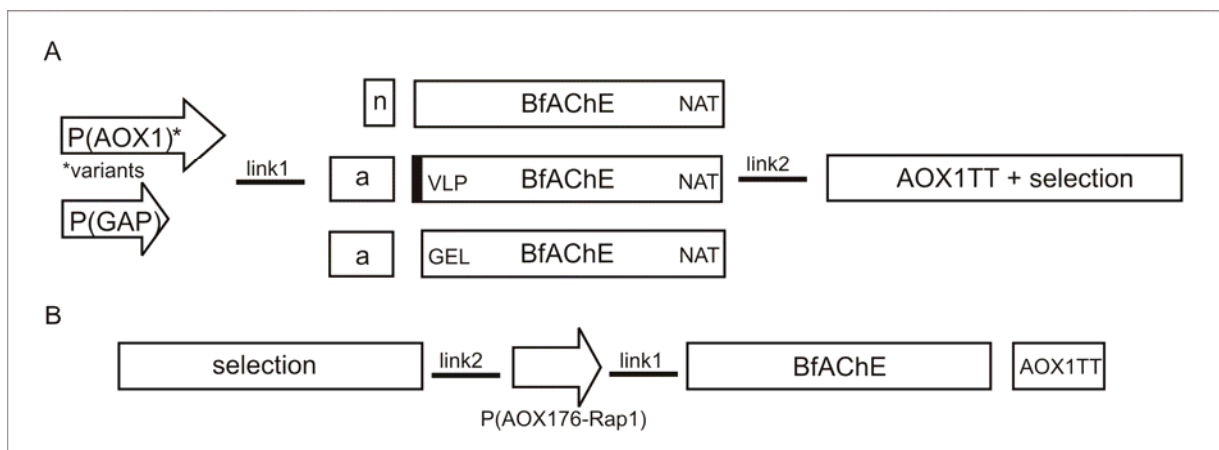 A
P(AOX1)*
*variants
P(GAP)
link1
n
BfAChE NAT
a
VLP BfAChE NAT
a
GEL BfAChE NAT
link2
AOX1TT + selection
B
selection
link2
P(AOX176-Rap1)
link1
BfAChE
AOX1TT